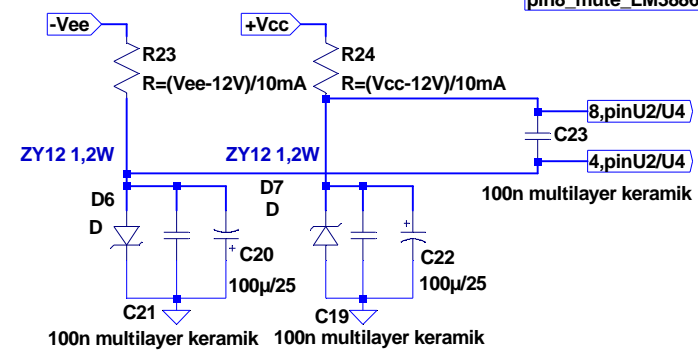 pin8_mute_LM3886
-Vee
+Vcc
R23
R=(Vee-12V)/10mA
R24
R=(Vcc-12V)/10mA
8,pinU2/U4
C23
4,pinU2/U4
ZY12 1,2W
ZY12 1,2W
100n multilayer keramik
D6
D
D7
D
C20
100µ/25
C22
100µ/25
C21
100n multilayer keramik
C19
100n multilayer keramik